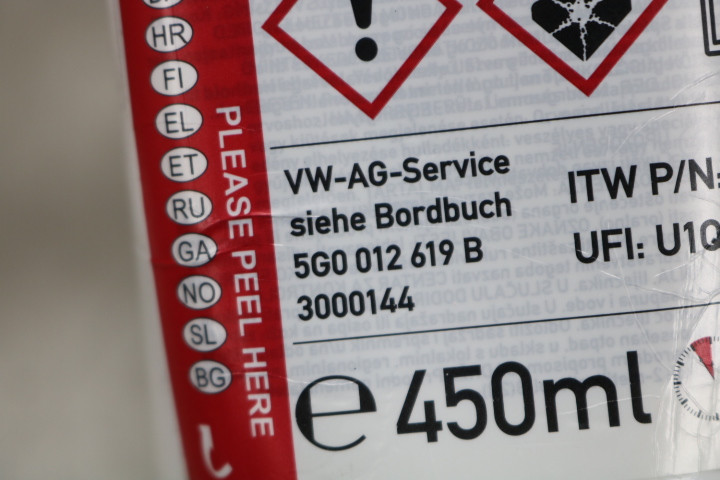 HR
FI
EL
ET
RU
GA
NO
SL
BG
PLEASE PEEL HERE
VW-AG-Service
siehe Bordbuch
5G0 012 619 B
3000144
ITW P/N:
UFI: U1Q
e 450ml